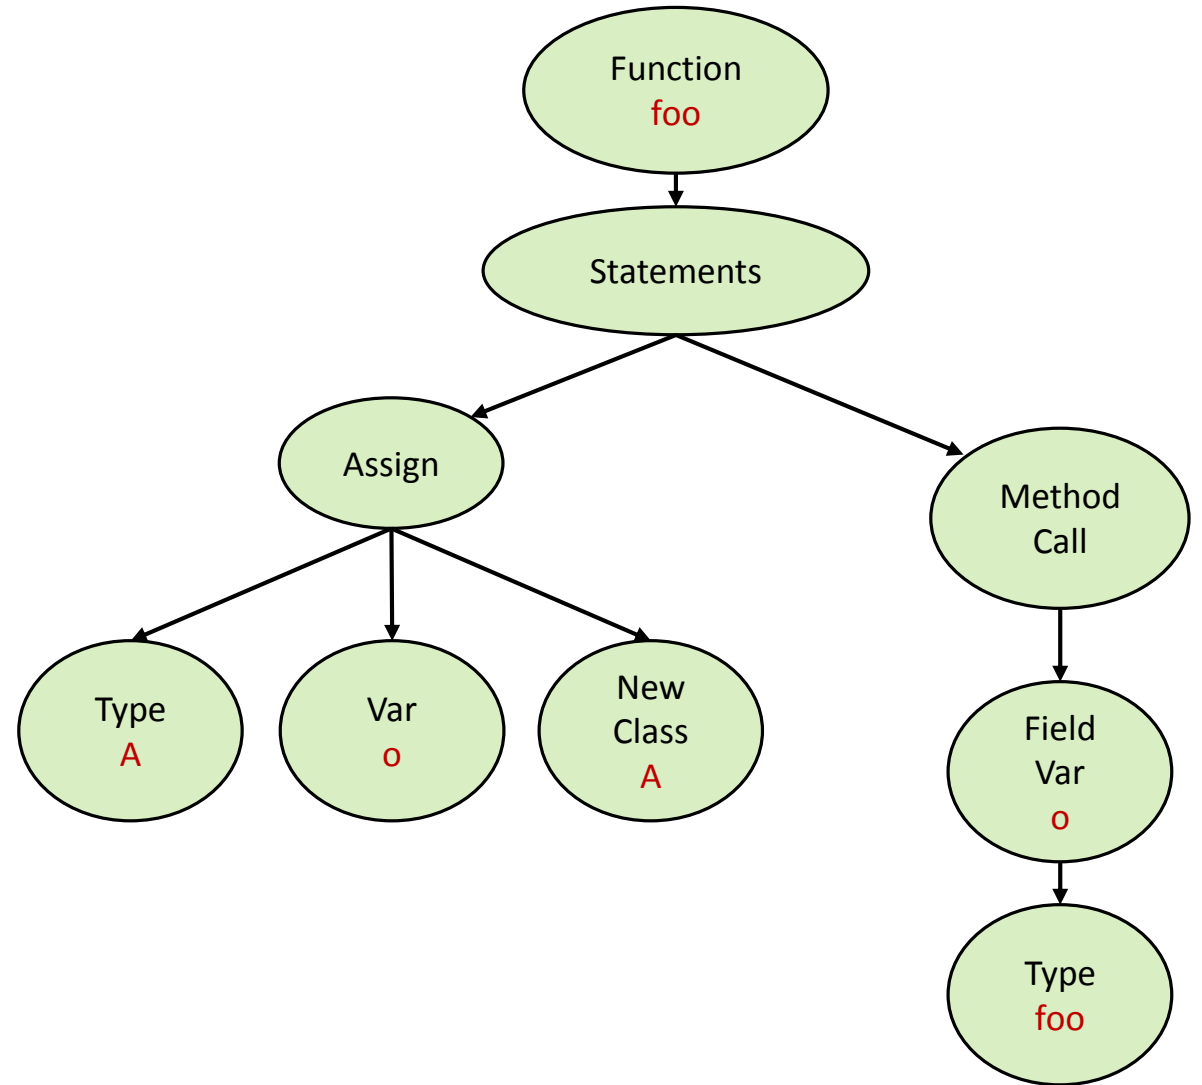 Function
foo
Statements
Assign
Method
Call
Type
A
Var
o
New
Class
A
Field
Var
o
Type
foo